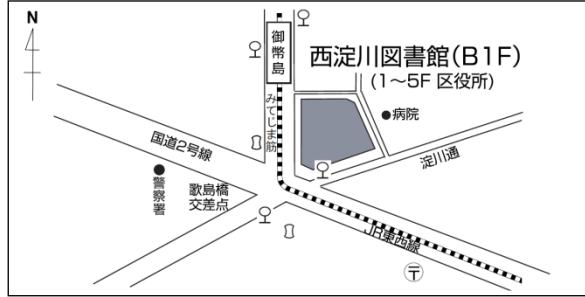 N
御幣島
西淀川図書館(B1F)
(1～5F 区役所)
みてじま筋
●病院
国道2号線
淀川通
●警察署
歌島橋
交差点
JR東西線
〒